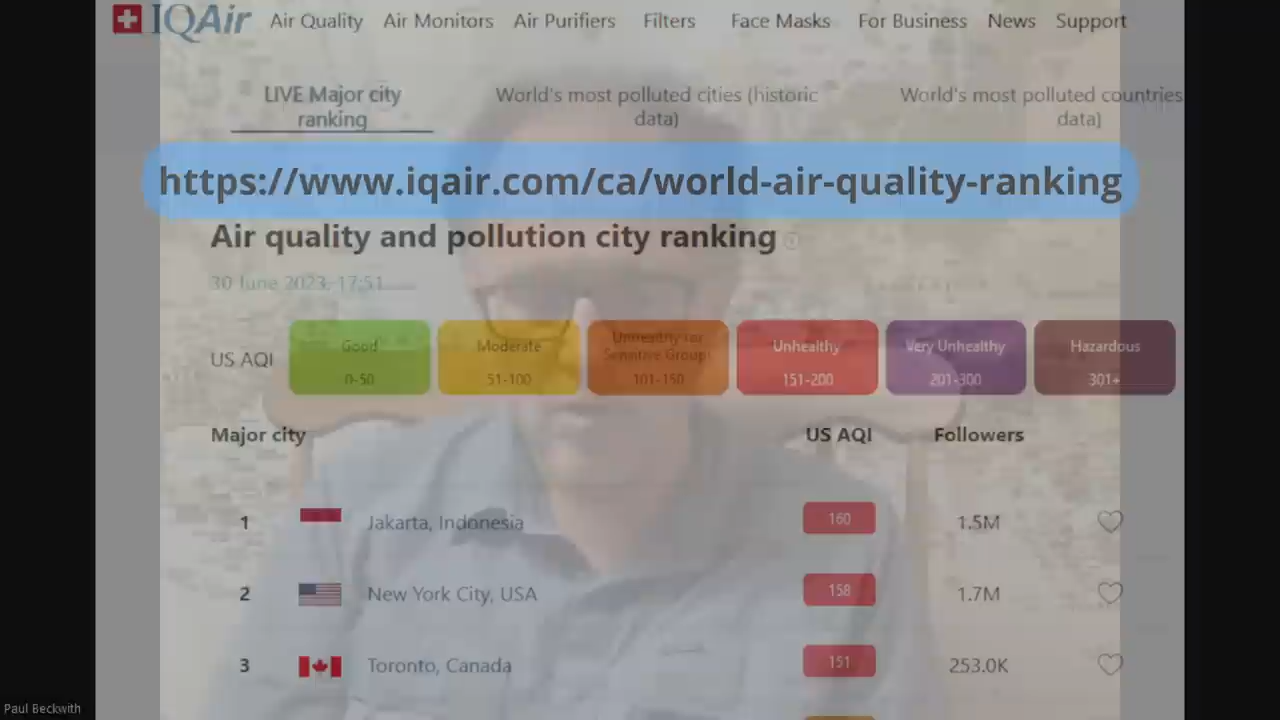 IQAir Air Quality Air Monitors Air Purifiers Filters Face Masks For Business News Support
LIVE Major city
ranking
World's most polluted cities (historic
data)
World's most polluted countries
data)
https://www.iqair.com/ca/world-air-quality-ranking
Air quality and pollution city ranking
30 June 2023, 17:51
US AQI
Good
0-50
Moderate
51-100
Unhealthy for
Sensitive Groups
101-150
Unhealthy
151-200
Very Unhealthy
201-300
Hazardous
301+
Major city US AQI Followers
1 Jakarta, Indonesia 160 1.5M
2 New York City, USA 158 1.7M
3 Toronto, Canada 151 253.0K
Paul Beckwith